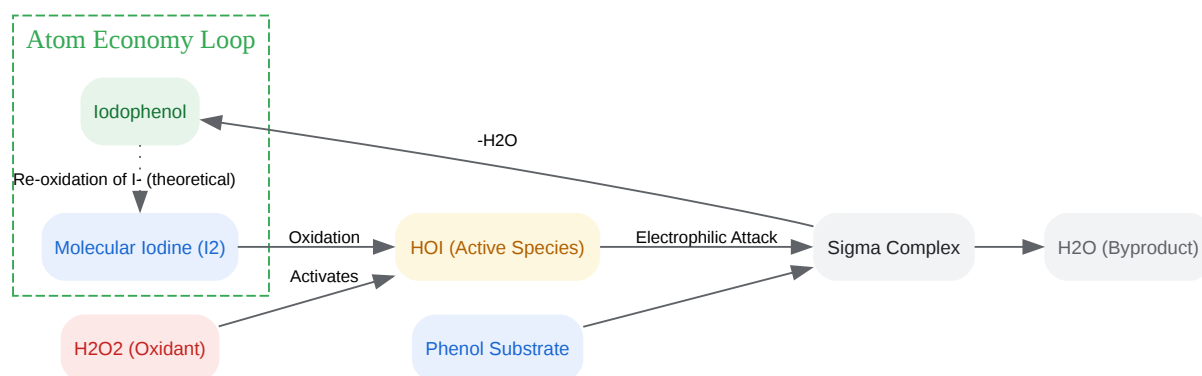 Atom Economy Loop
Iodophenol
-H2O
Re-oxidation of I- (theoretical)
Molecular Iodine (I2)
Oxidation
HOI (Active Species)
Electrophilic Attack
Sigma Complex
H2O (Byproduct)
Activates
H2O2 (Oxidant)
Phenol Substrate